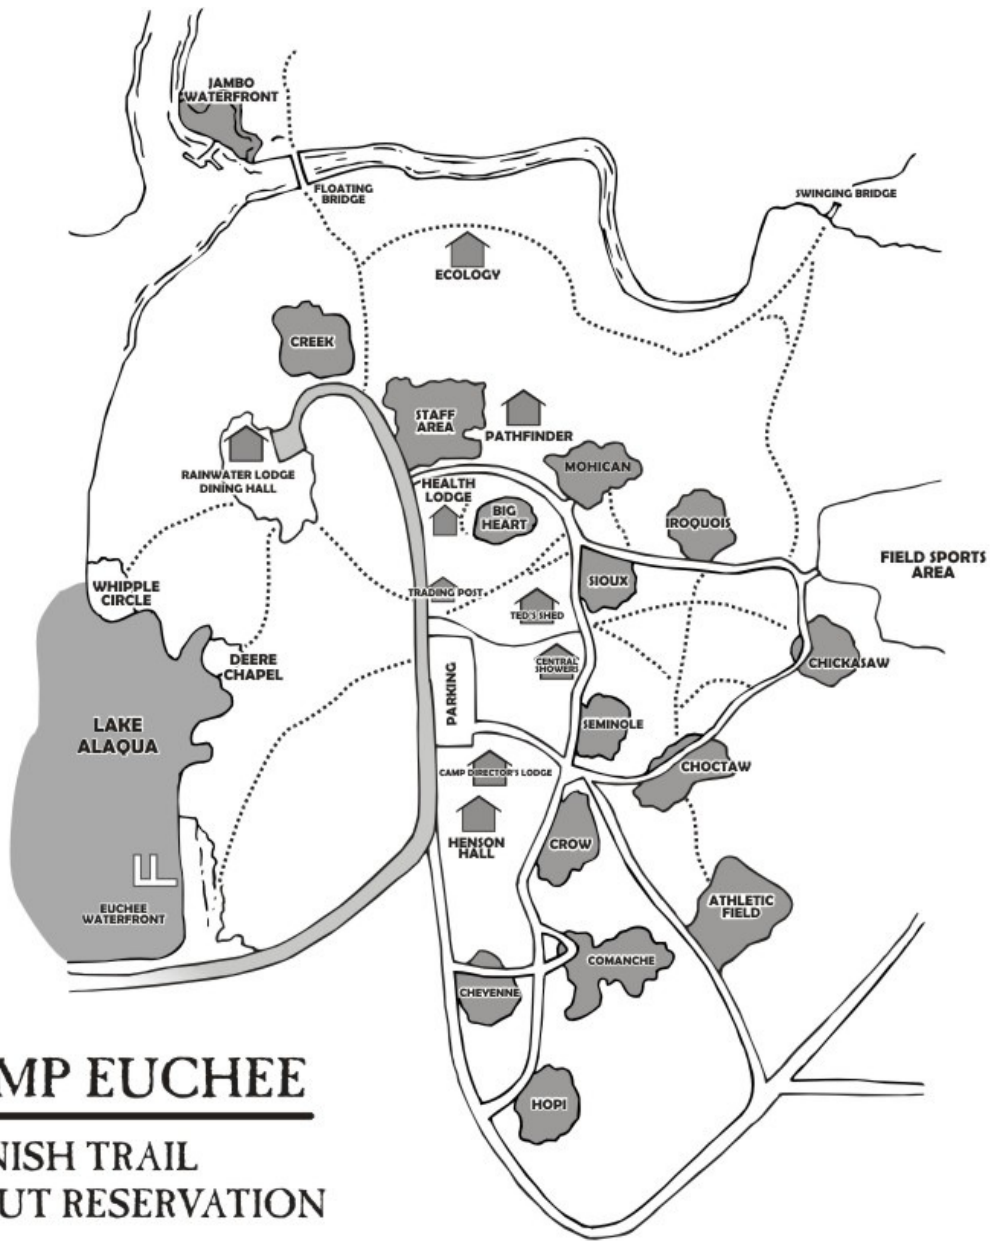 JAMBO
WATERFRONT
FLOATING
BRIDGE
SWINGING BRIDGE
ECOLOGY
CREEK
STAFF
AREA
PATHFINDER
RAINWATER LODGE
DINING HALL
HEALTH
LODGE
BIG
HEART
MOHICAN
IROQUOIS
FIELD SPORTS
AREA
WHIPPLE
CIRCLE
TRADING POST
SIOUX
TED'S SHED
DEERE
CHAPEL
CENTRAL
SHOWERS
CHICKASAW
PARKING
LAKE
ALAQUA
SEMINOLE
CAMP DIRECTOR'S LODGE
CHOCTAW
HENSON
HALL
CROW
EUCHEE
WATERFRONT
ATHLETIC
FIELD
COMANCHE
CHEYENNE
HOPI
MP EUCHEE
NISH TRAIL
UT RESERVATION